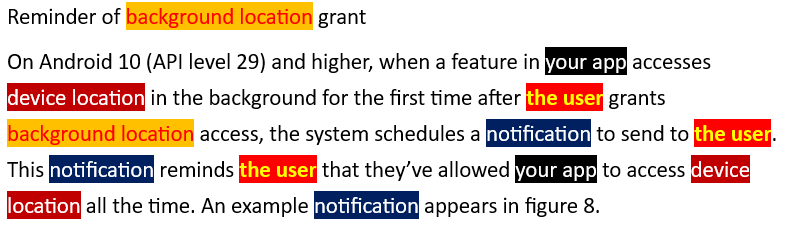 Reminder of background location grant
On Android 10 (API level 29) and higher, when a feature in your app accesses
device location in the background for the first time after the user grants
background location access, the system schedules a notification to send to the user.
This notification reminds the user that they’ve allowed your app to access device
location all the time. An example notification appears in figure 8.